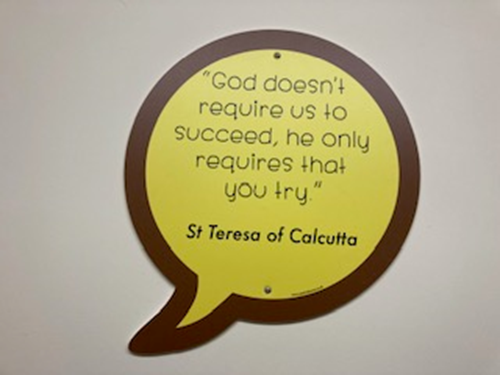 "God doesn't
require us to
succeed, he only
requires that
you try."
St Teresa of Calcutta